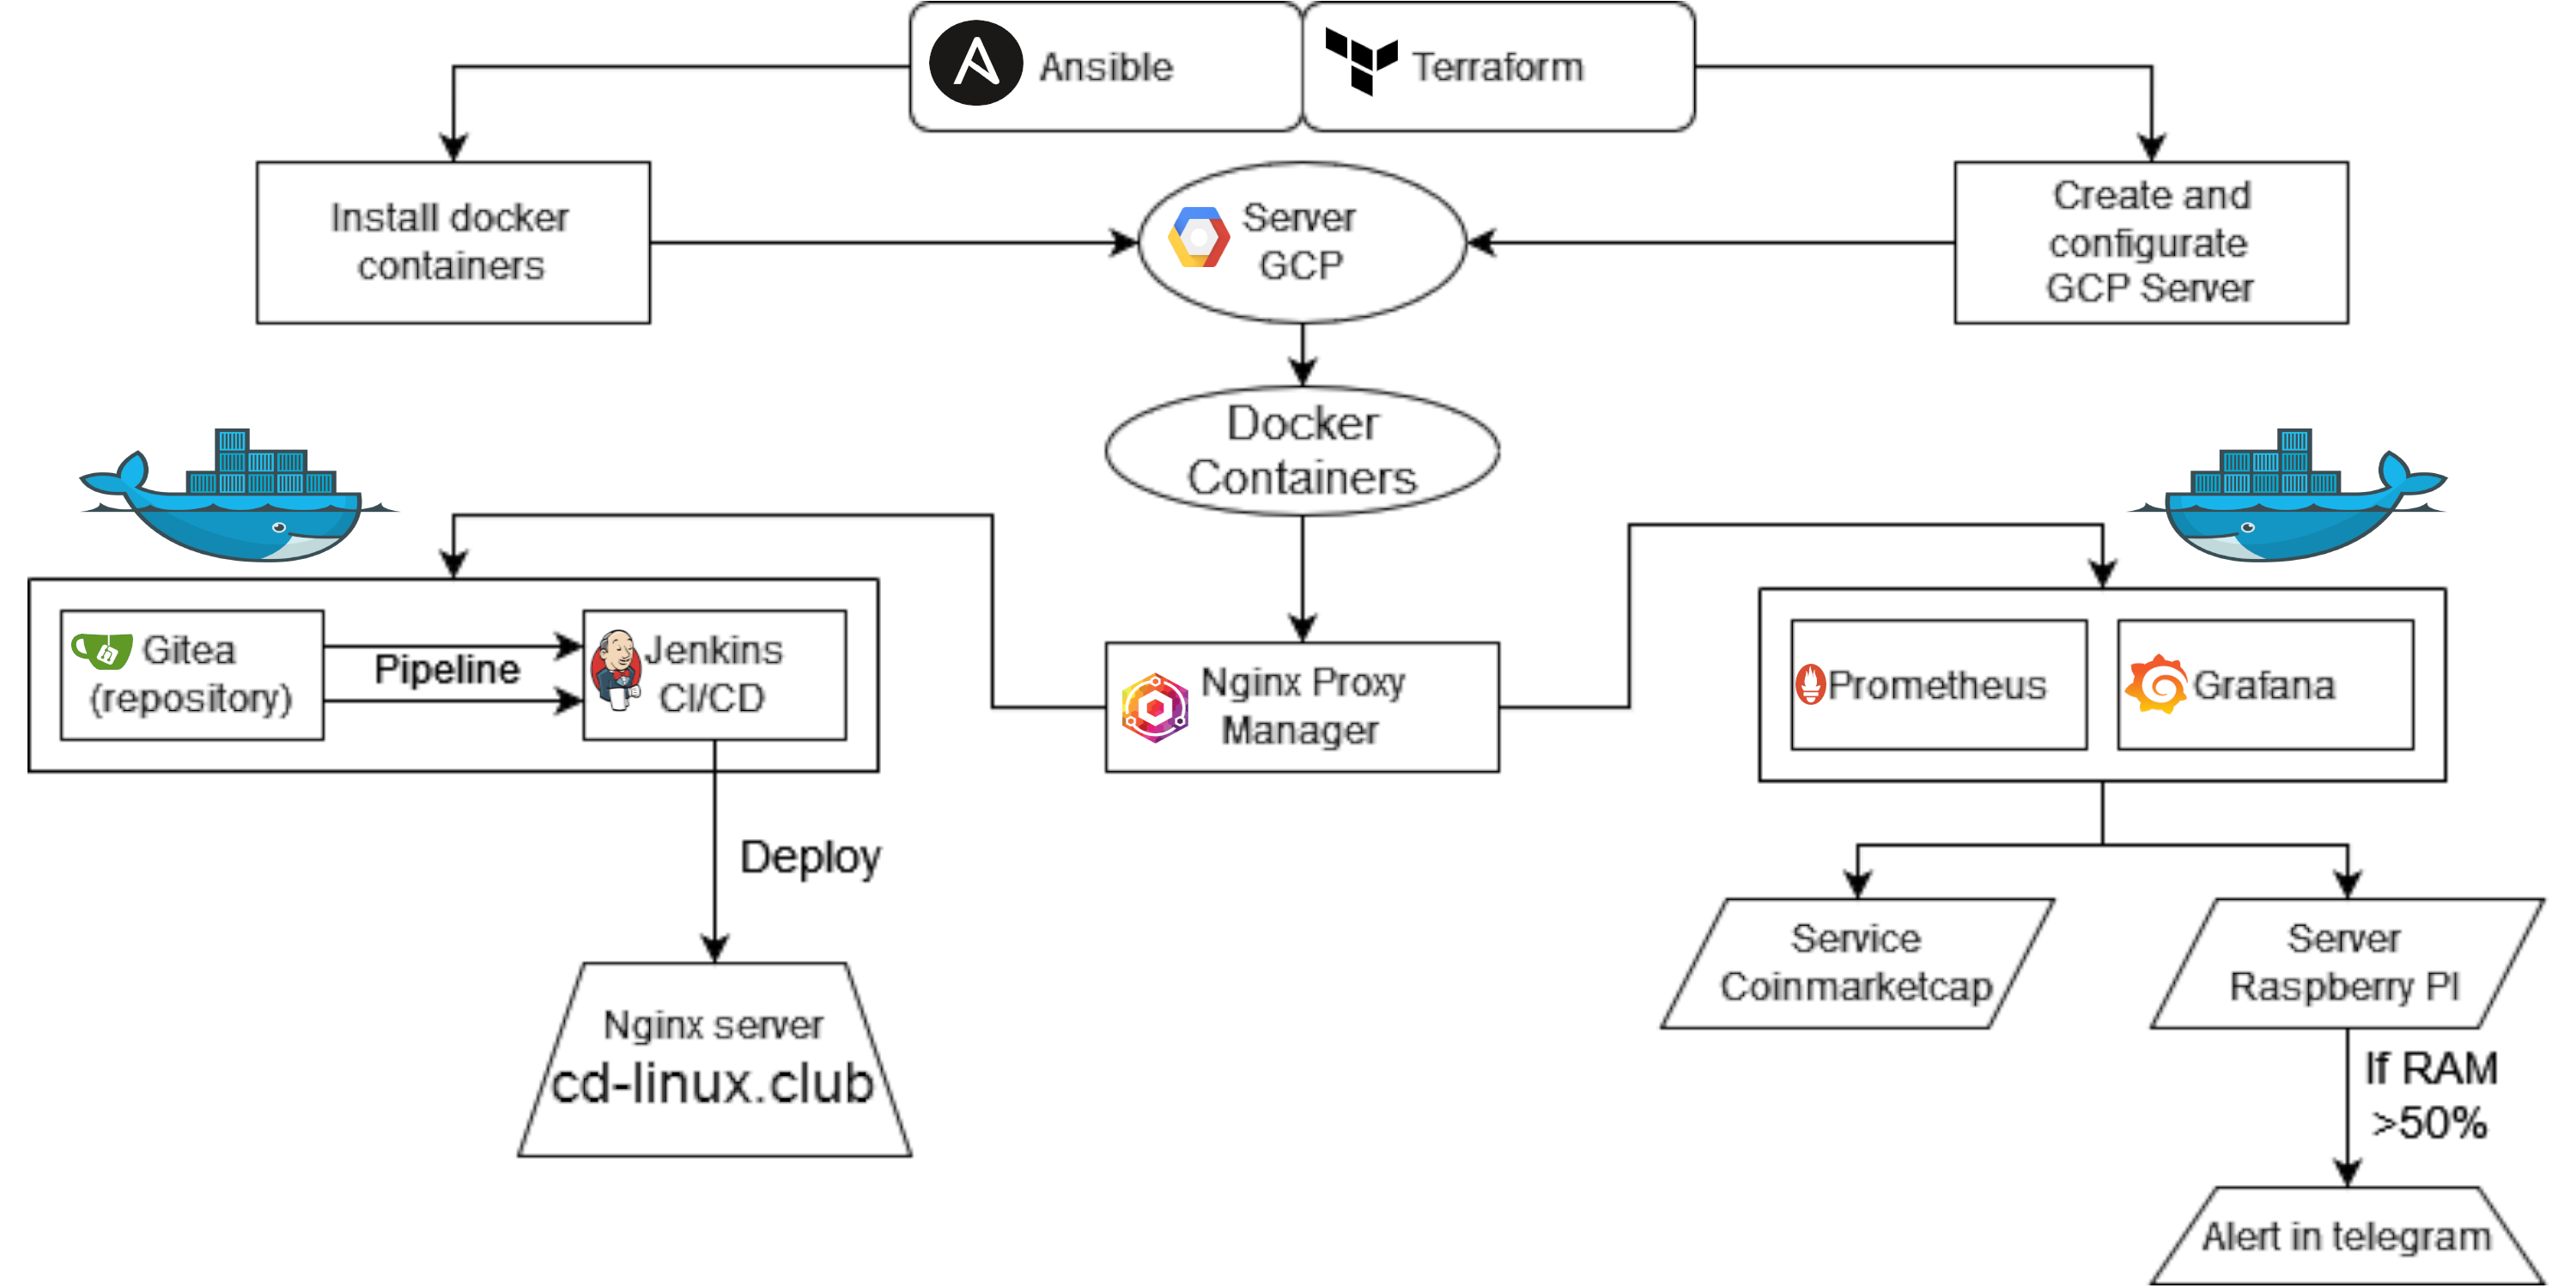 Ansible
Terraform
Install docker
containers
Server
GCP
Create and
configurate
GCP Server
Docker
Containers
Gitea
(repository)
Pipeline
Jenkins
CI/CD
Nginx Proxy
Manager
Prometheus
Grafana
Deploy
Service
Coinmarketcap
Server
Raspberry PI
Nginx server
cd-linux.club
If RAM
>50%
Alert in telegram